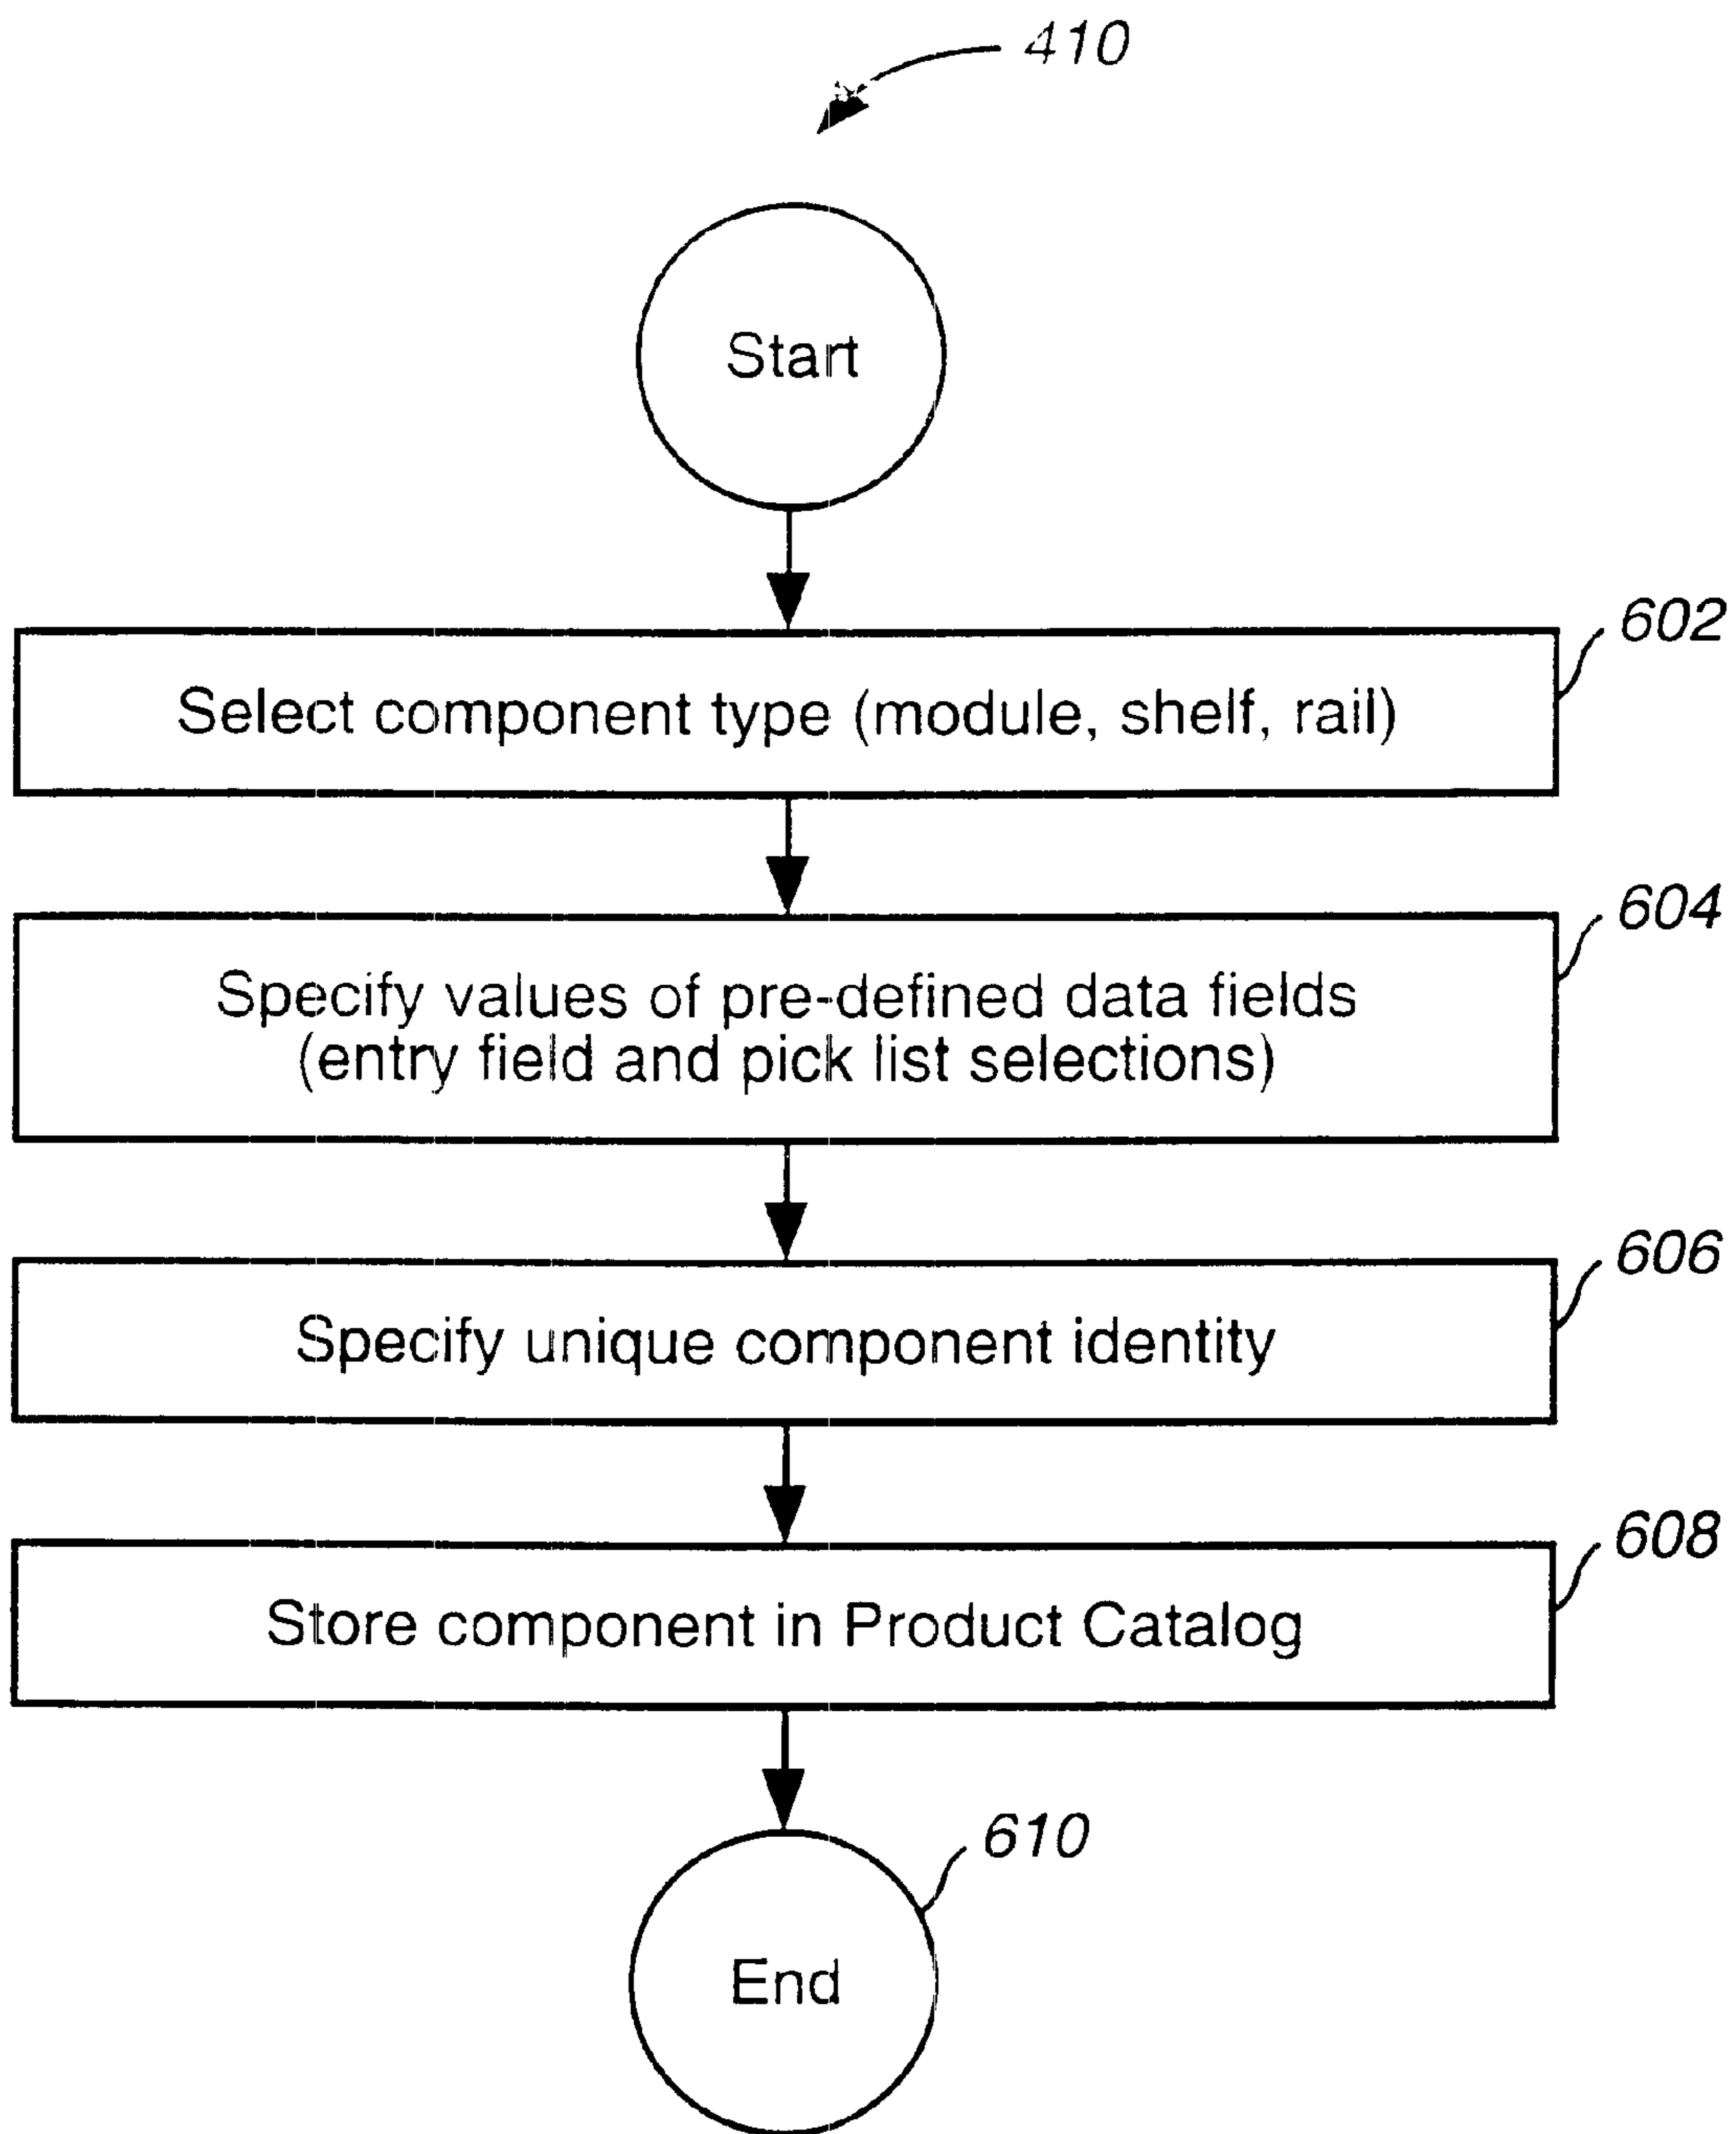 410
Start
602
Select component type (module, shelf, rail)
604
Specify values of pre-defined data fields
(entry field and pick list selections)
606
Specify unique component identity
608
Store component in Product Catalog
610
End